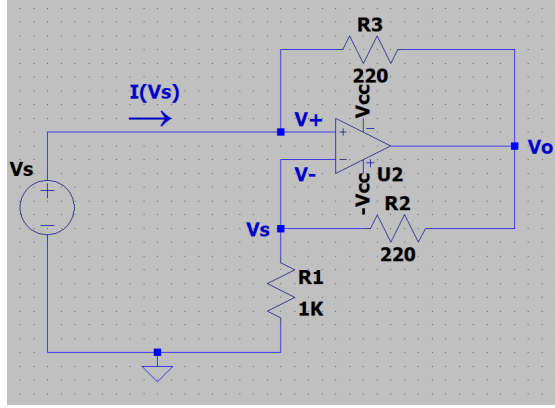 R3
220
I(Vs)
Vcc
V+
+
−
Vo
Vs
+
−
V-
−
+
U2
-Vcc
R2
Vs
220
R1
1K